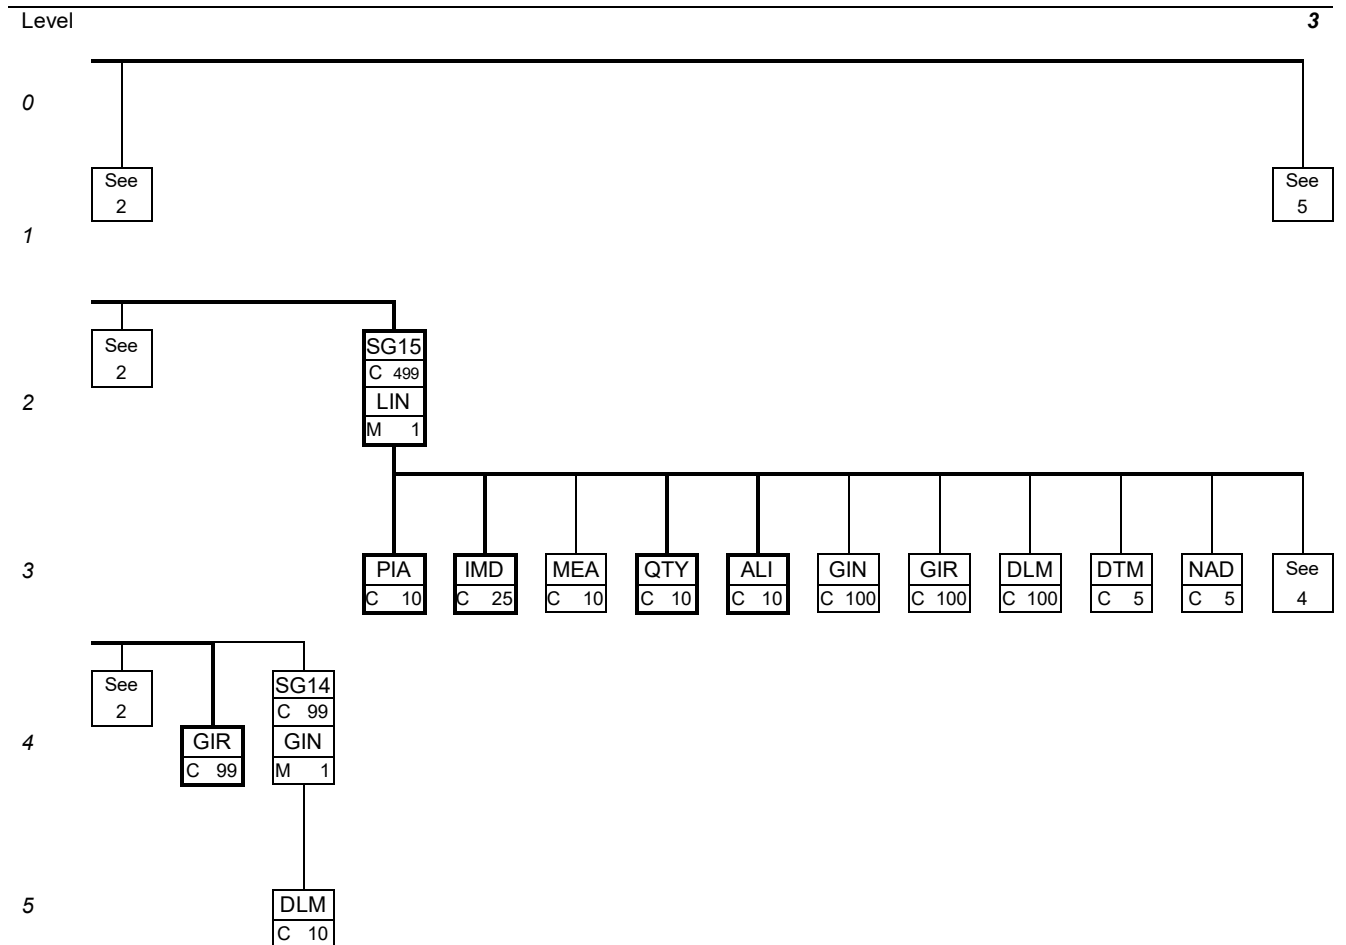 Level 3
0
See See
2 5
1
See
2
SG15
C 499
LIN
M 1
2
3
PIA IMD MEA QTY ALI GIN GIR DLM DTM NAD See
C 10 C 25 C 10 C 10 C 10 C 100 C 100 C 100 C 5 C 5 4
See
2
SG14
C 99
4
GIR GIN
C 99 M 1
5
DLM
C 10